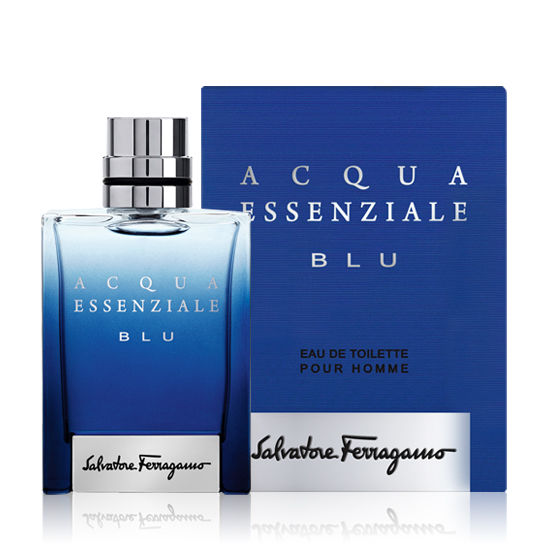 ACQUA
ESSENZIALE
BLU
Salvatore Ferragamo
ACQUA
ESSENZIALE
BLU
EAU DE TOILETTE
POUR HOMME
Salvatore Ferragamo